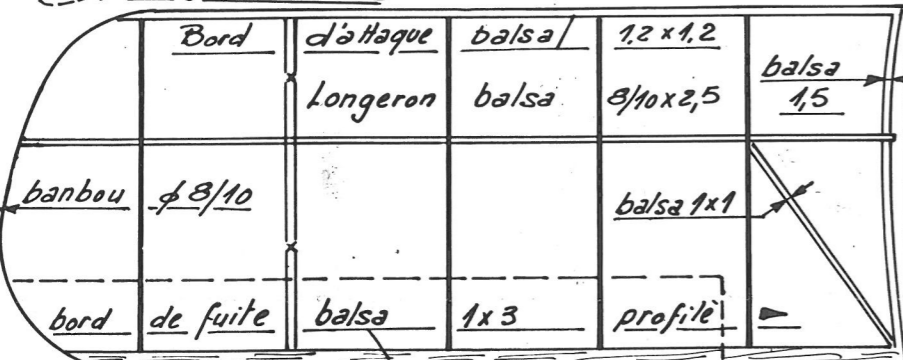 Bord d'attaque balsa/ 1,2 x 1,2
Longeron balsa 8/10 x 2,5
balsa
1,5
banbou ϕ 8/10
balsa 1x1
bord de fuite balsa 1x3 profilé